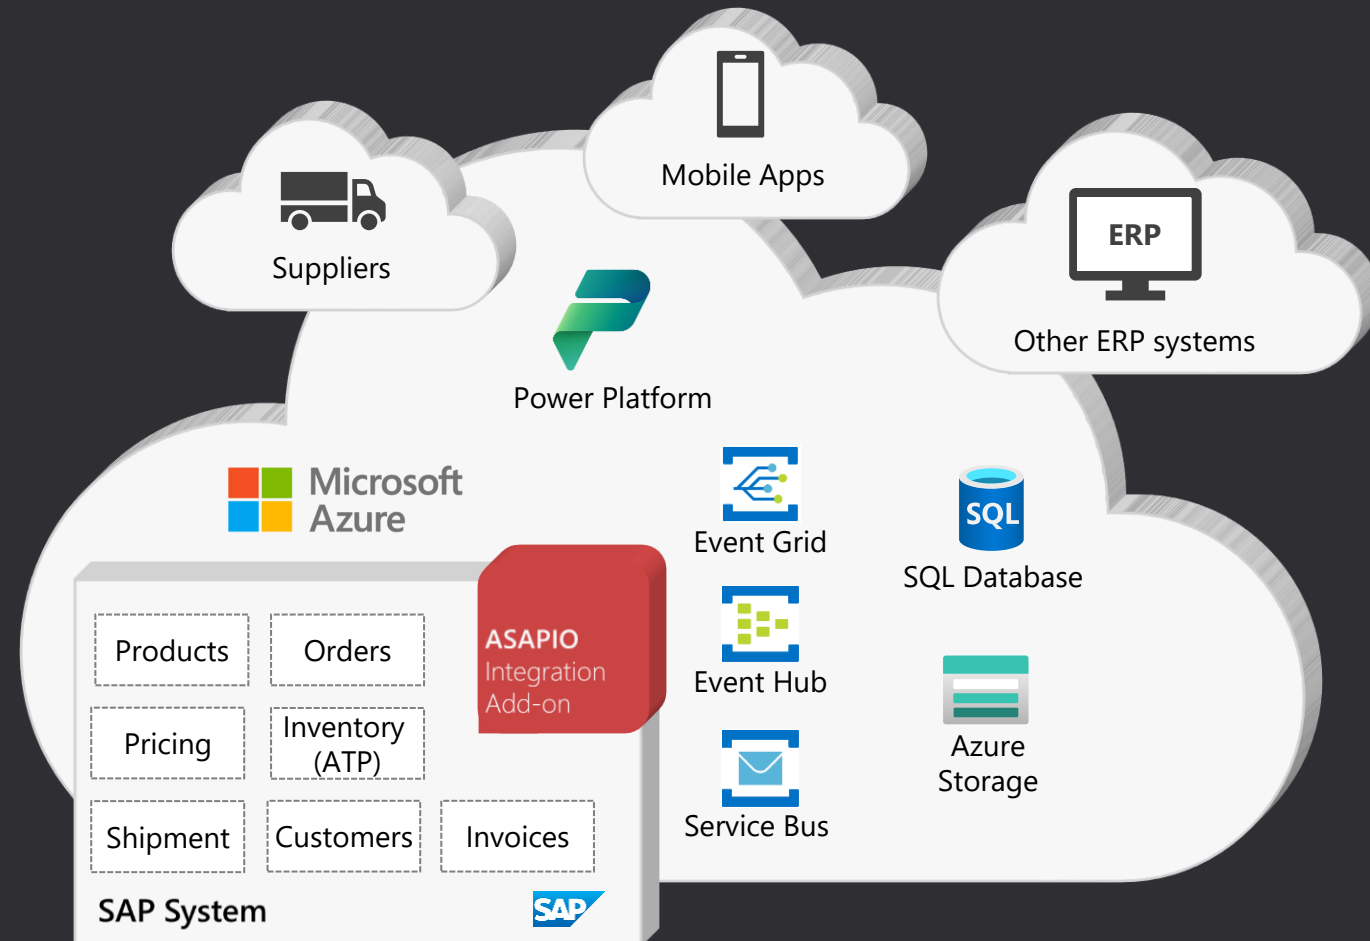 Mobile Apps
Suppliers
ERP
Other ERP systems
Power Platform
Microsoft
Azure
Event Grid
SQL
SQL Database
ASAPIO
Integration
Add-on
Products
Orders
Event Hub
Pricing
Inventory
(ATP)
Azure
Storage
Shipment
Customers
Invoices
Service Bus
SAP System
SAP